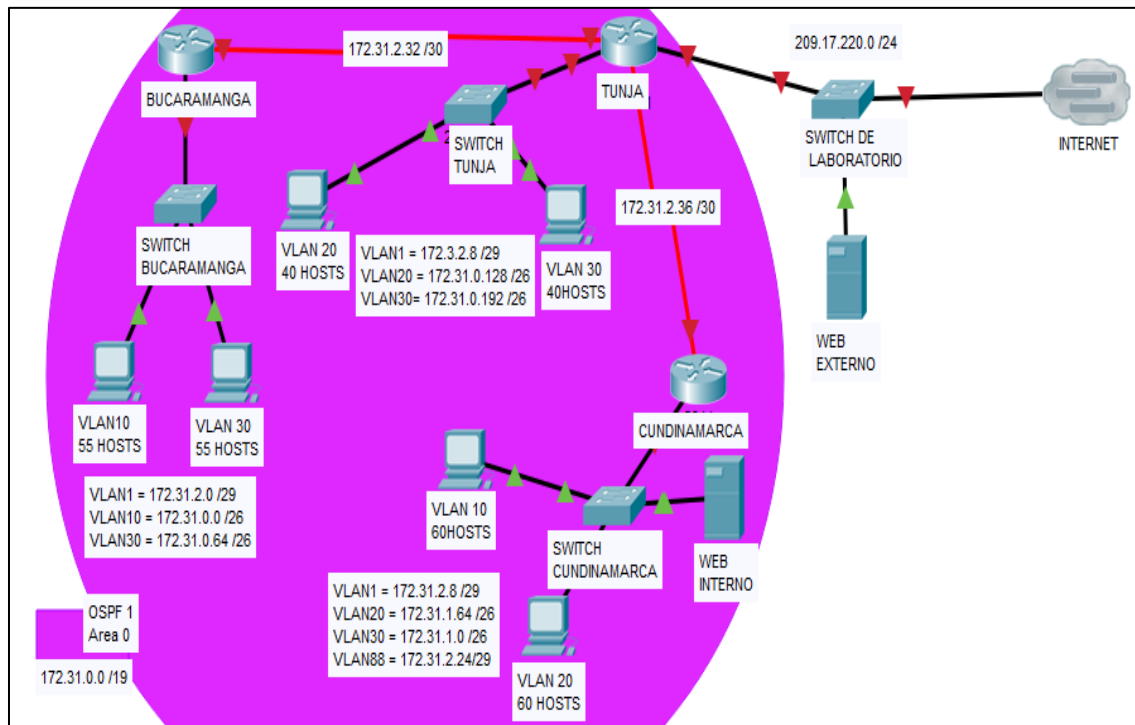 172.31.2.32 /30
209.17.220.0 /24
BUCARAMANGA
TUNJA
INTERNET
SWITCH
TUNJA
SWITCH DE
LABORATORIO
172.31.2.36 /30
SWITCH
BUCARAMANGA
VLAN 20
40 HOSTS
VLAN1 = 172.3.2.8 /29
VLAN20 = 172.31.0.128 /26
VLAN30= 172.31.0.192 /26
VLAN 30
40HOSTS
WEB
EXTERNO
VLAN10
55 HOSTS
VLAN 30
55 HOSTS
CUNDINAMARCA
VLAN1 = 172.31.2.0 /29
VLAN10 = 172.31.0.0 /26
VLAN30 = 172.31.0.64 /26
VLAN 10
60HOSTS
SWITCH
CUNDINAMARCA
WEB
INTERNO
VLAN1 = 172.31.2.8 /29
VLAN20 = 172.31.1.64 /26
VLAN30 = 172.31.1.0 /26
VLAN88 = 172.31.2.24/29
OSPF 1
Area 0
172.31.0.0 /19
VLAN 20
60 HOSTS